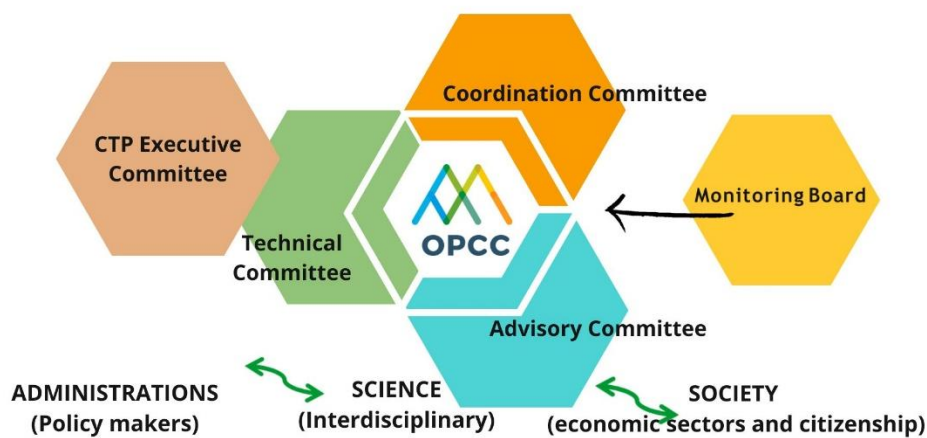 Coordination Committee
CTP Executive
Committee
Monitoring Board
OPCC
Technical
Committee
Advisory Committee
ADMINISTRATIONS
(Policy makers)
SCIENCE
(Interdisciplinary)
SOCIETY
(economic sectors and citizenship)